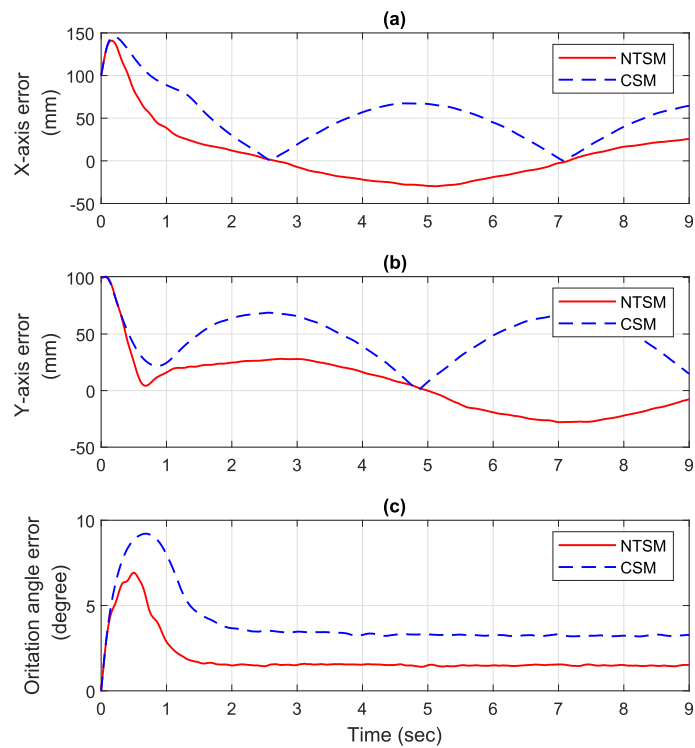 (a)
150
100
50
0
-50
X-axis error
(mm)
NTSM
CSM
0 1 2 3 4 5 6 7 8 9
(b)
100
50
0
-50
Y-axis error
(mm)
NTSM
CSM
0 1 2 3 4 5 6 7 8 9
(c)
10
5
0
Oritation angle error
(degree)
NTSM
CSM
0 1 2 3 4 5 6 7 8 9
Time (sec)